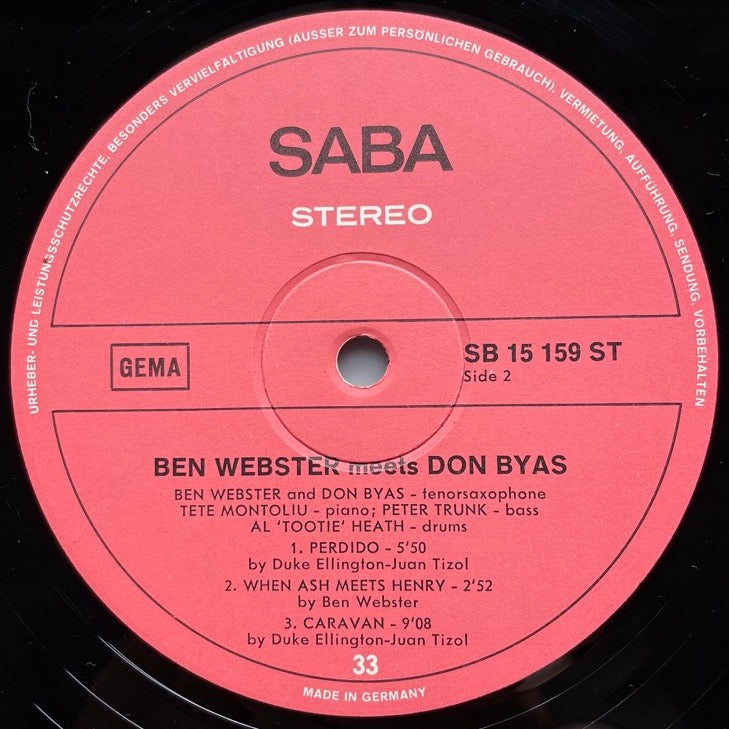 URHEBER- UND LEISTUNGSSCHUTZRECHTE, BESONDERS VERVIELFÄLTIGUNG (AUSSER ZUM PERSÖNLICHEN GEBRAUCH), VERMIETUNG, AUFFÜHRUNG, SENDUNG, VORBEHALTEN
SABA
STEREO
GEMA
SB 15 159 ST
Side 2
BEN WEBSTER meets DON BYAS
BEN WEBSTER and DON BYAS - tenorsaxophone
TETE MONTOLIU - piano; PETER TRUNK - bass
AL 'TOOTIE' HEATH - drums
1. PERDIDO - 5'50
by Duke Ellington-Juan Tizol
2. WHEN ASH MEETS HENRY - 2'52
by Ben Webster
3. CARAVAN - 9'08
by Duke Ellington-Juan Tizol
33
MADE IN GERMANY